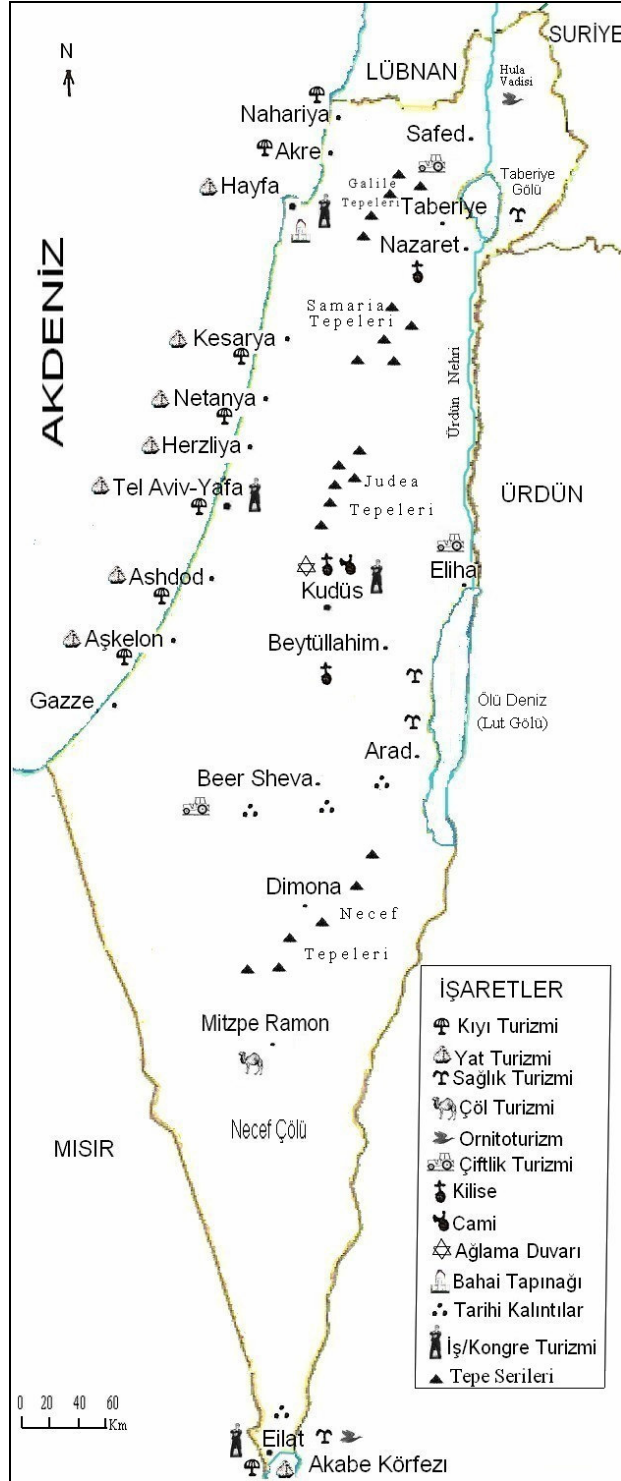 SURİYE
N
LÜBNAN
Hula
Vadisi
Nahariya
Safed
Akre
Galile
Tepeleri
Taberiye
Gölü
Hayfa
Taberiye
Nazaret
AKDENİZ
Samaria
Tepeleri
Kesarya
Ürdün Nehri
Netanya
Herzliya
Tel Aviv-Yafa
Judea
Tepeleri
ÜRDÜN
Ashdod
Kudüs
Eliha
Aşkelon
Beytüllahim
Gazze
Ölü Deniz
(Lut Gölü)
Arad
Beer Sheva
Dimona
Necef
Tepeleri
Mitzpe Ramon
Necef Çölü
MISIR
İŞARETLER
Kıyı Turizmi
Yat Turizmi
Sağlık Turizmi
Çöl Turizmi
Ornitoturizm
Çiftlik Turizmi
Kilise
Cami
Ağlama Duvarı
Bahai Tapınağı
Tarihi Kalıntılar
İş/Kongre Turizmi
Tepe Serileri
0 20 40 60
Km
Eilat
Akabe Körfezı